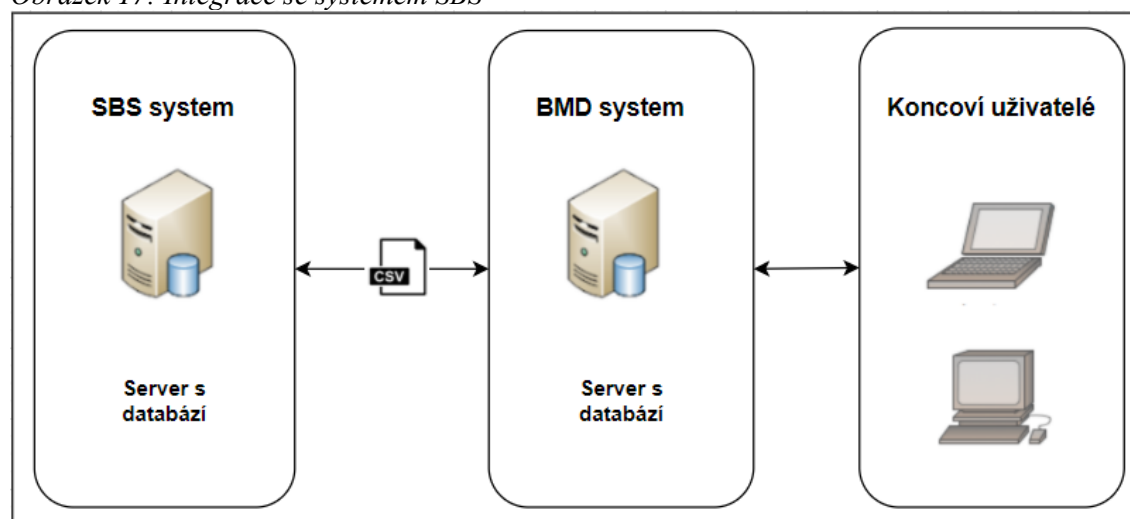 Obrázek 17: Integrace se systémem SBS
SBS system
BMD system
Koncoví uživatelé
CSV
Server s
databází
Server s
databází